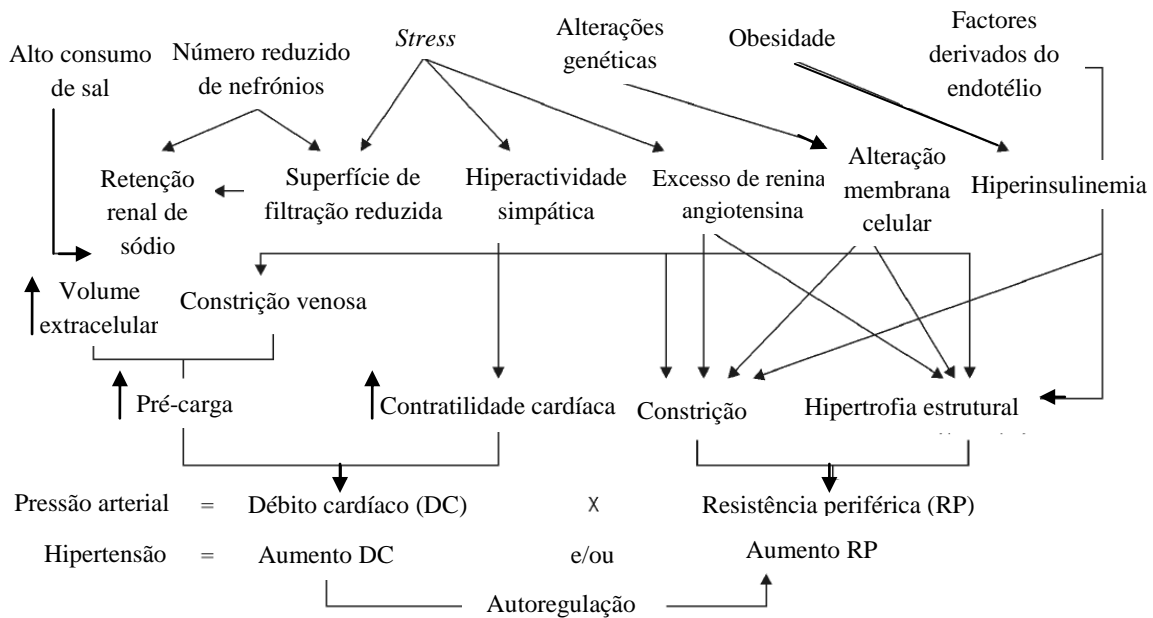 Alto consumo
de sal
Número reduzido
de nefrónios
Stress
Alterações
genéticas
Obesidade
Factores
derivados do
endotélio
Retenção
renal de
sódio
Superfície de
filtração reduzida
Hiperactividade
simpática
Excesso de renina
angiotensina
Alteração
membrana
celular
Hiperinsulinemia
Volume
extracelular
Constrição venosa
Pré-carga
Contratilidade cardíaca
Constrição
Hipertrofia estrutural
Pressão arterial = Débito cardíaco (DC) X Resistência periférica (RP)
Hipertensão = Aumento DC e/ou Aumento RP
Autoregulação